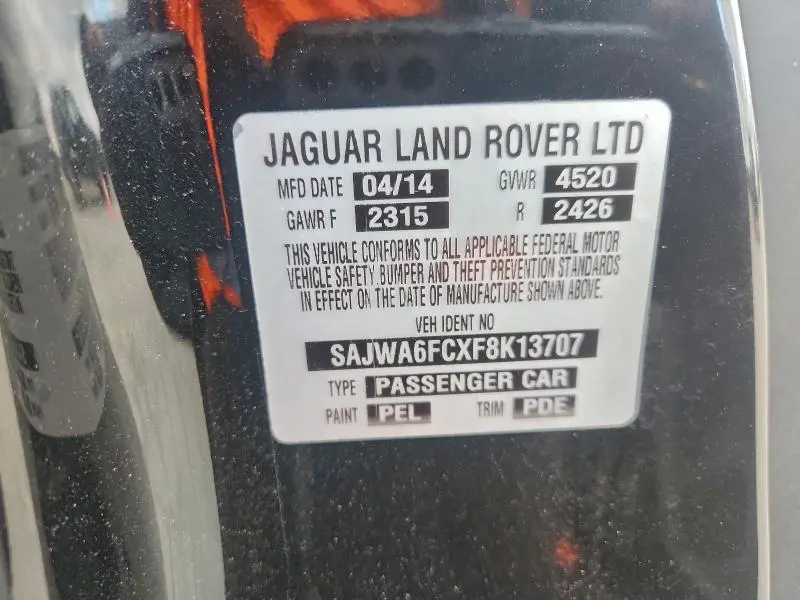 JAGUAR LAND ROVER LTD
MFD DATE 04/14 GVWR 4520
GAWR F 2315 R 2426
THIS VEHICLE CONFORMS TO ALL APPLICABLE FEDERAL MOTOR
VEHICLE SAFETY BUMPER AND THEFT PREVENTION STANDARDS
IN EFFECT ON THE DATE OF MANUFACTURE SHOWN ABOVE.
VEH IDENT NO
SAJWA6FCXF8K13707
TYPE PASSENGER CAR
PAINT PEL TRIM PDE